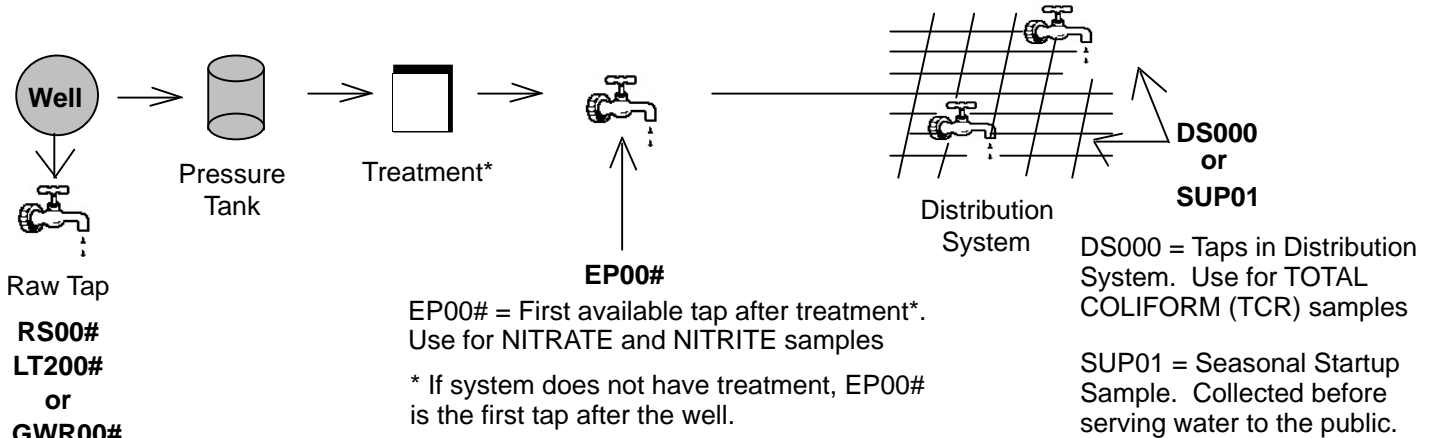 Well
Pressure
Tank
Treatment*
Distribution
System
Raw Tap
RS00#
LT200#
or
GWR00#
EP00#
EP00# = First available tap after treatment*.
Use for NITRATE and NITRITE samples
* If system does not have treatment, EP00#
is the first tap after the well.
DS000
or
SUP01
DS000 = Taps in Distribution
System. Use for TOTAL
COLIFORM (TCR) samples
SUP01 = Seasonal Startup
Sample. Collected before
serving water to the public.